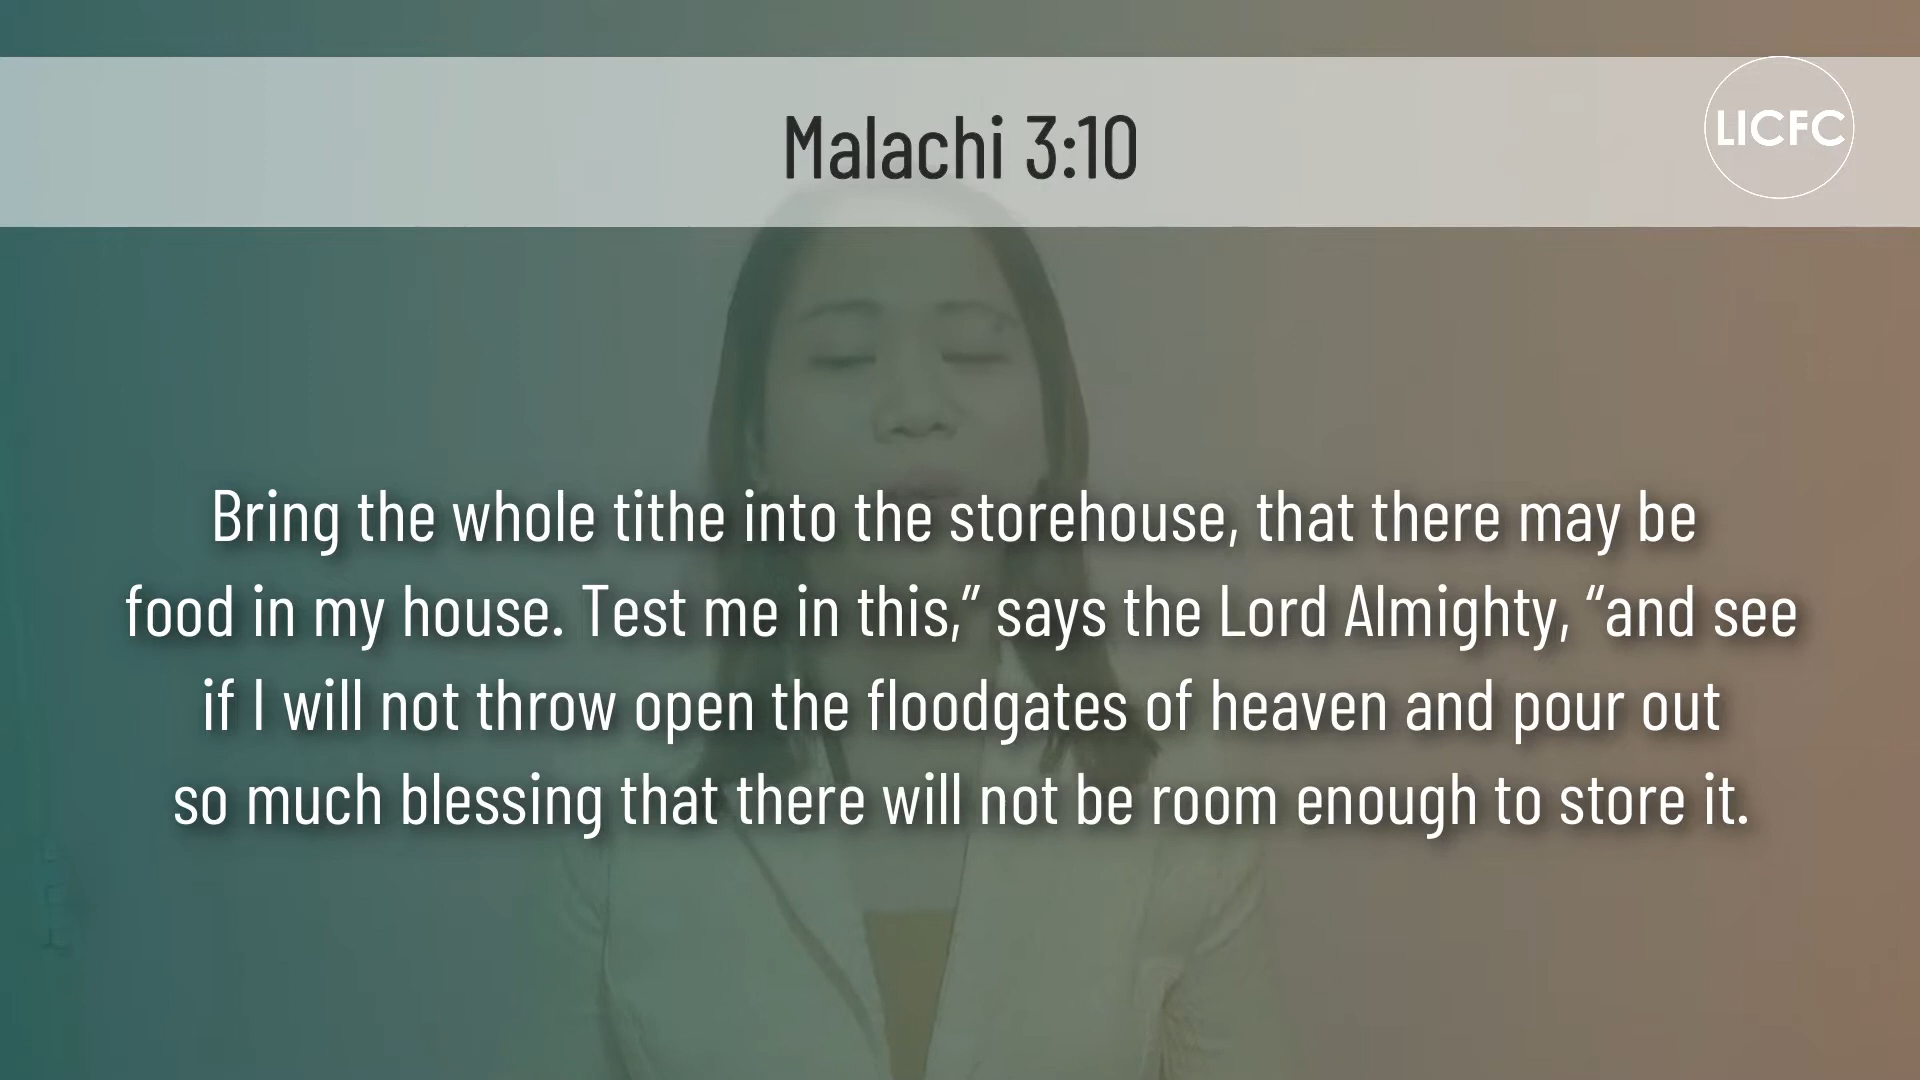 Malachi 3:10
LICFC
Bring the whole tithe into the storehouse, that there may be
food in my house. Test me in this,” says the Lord Almighty, “and see
if I will not throw open the floodgates of heaven and pour out
so much blessing that there will not be room enough to store it.